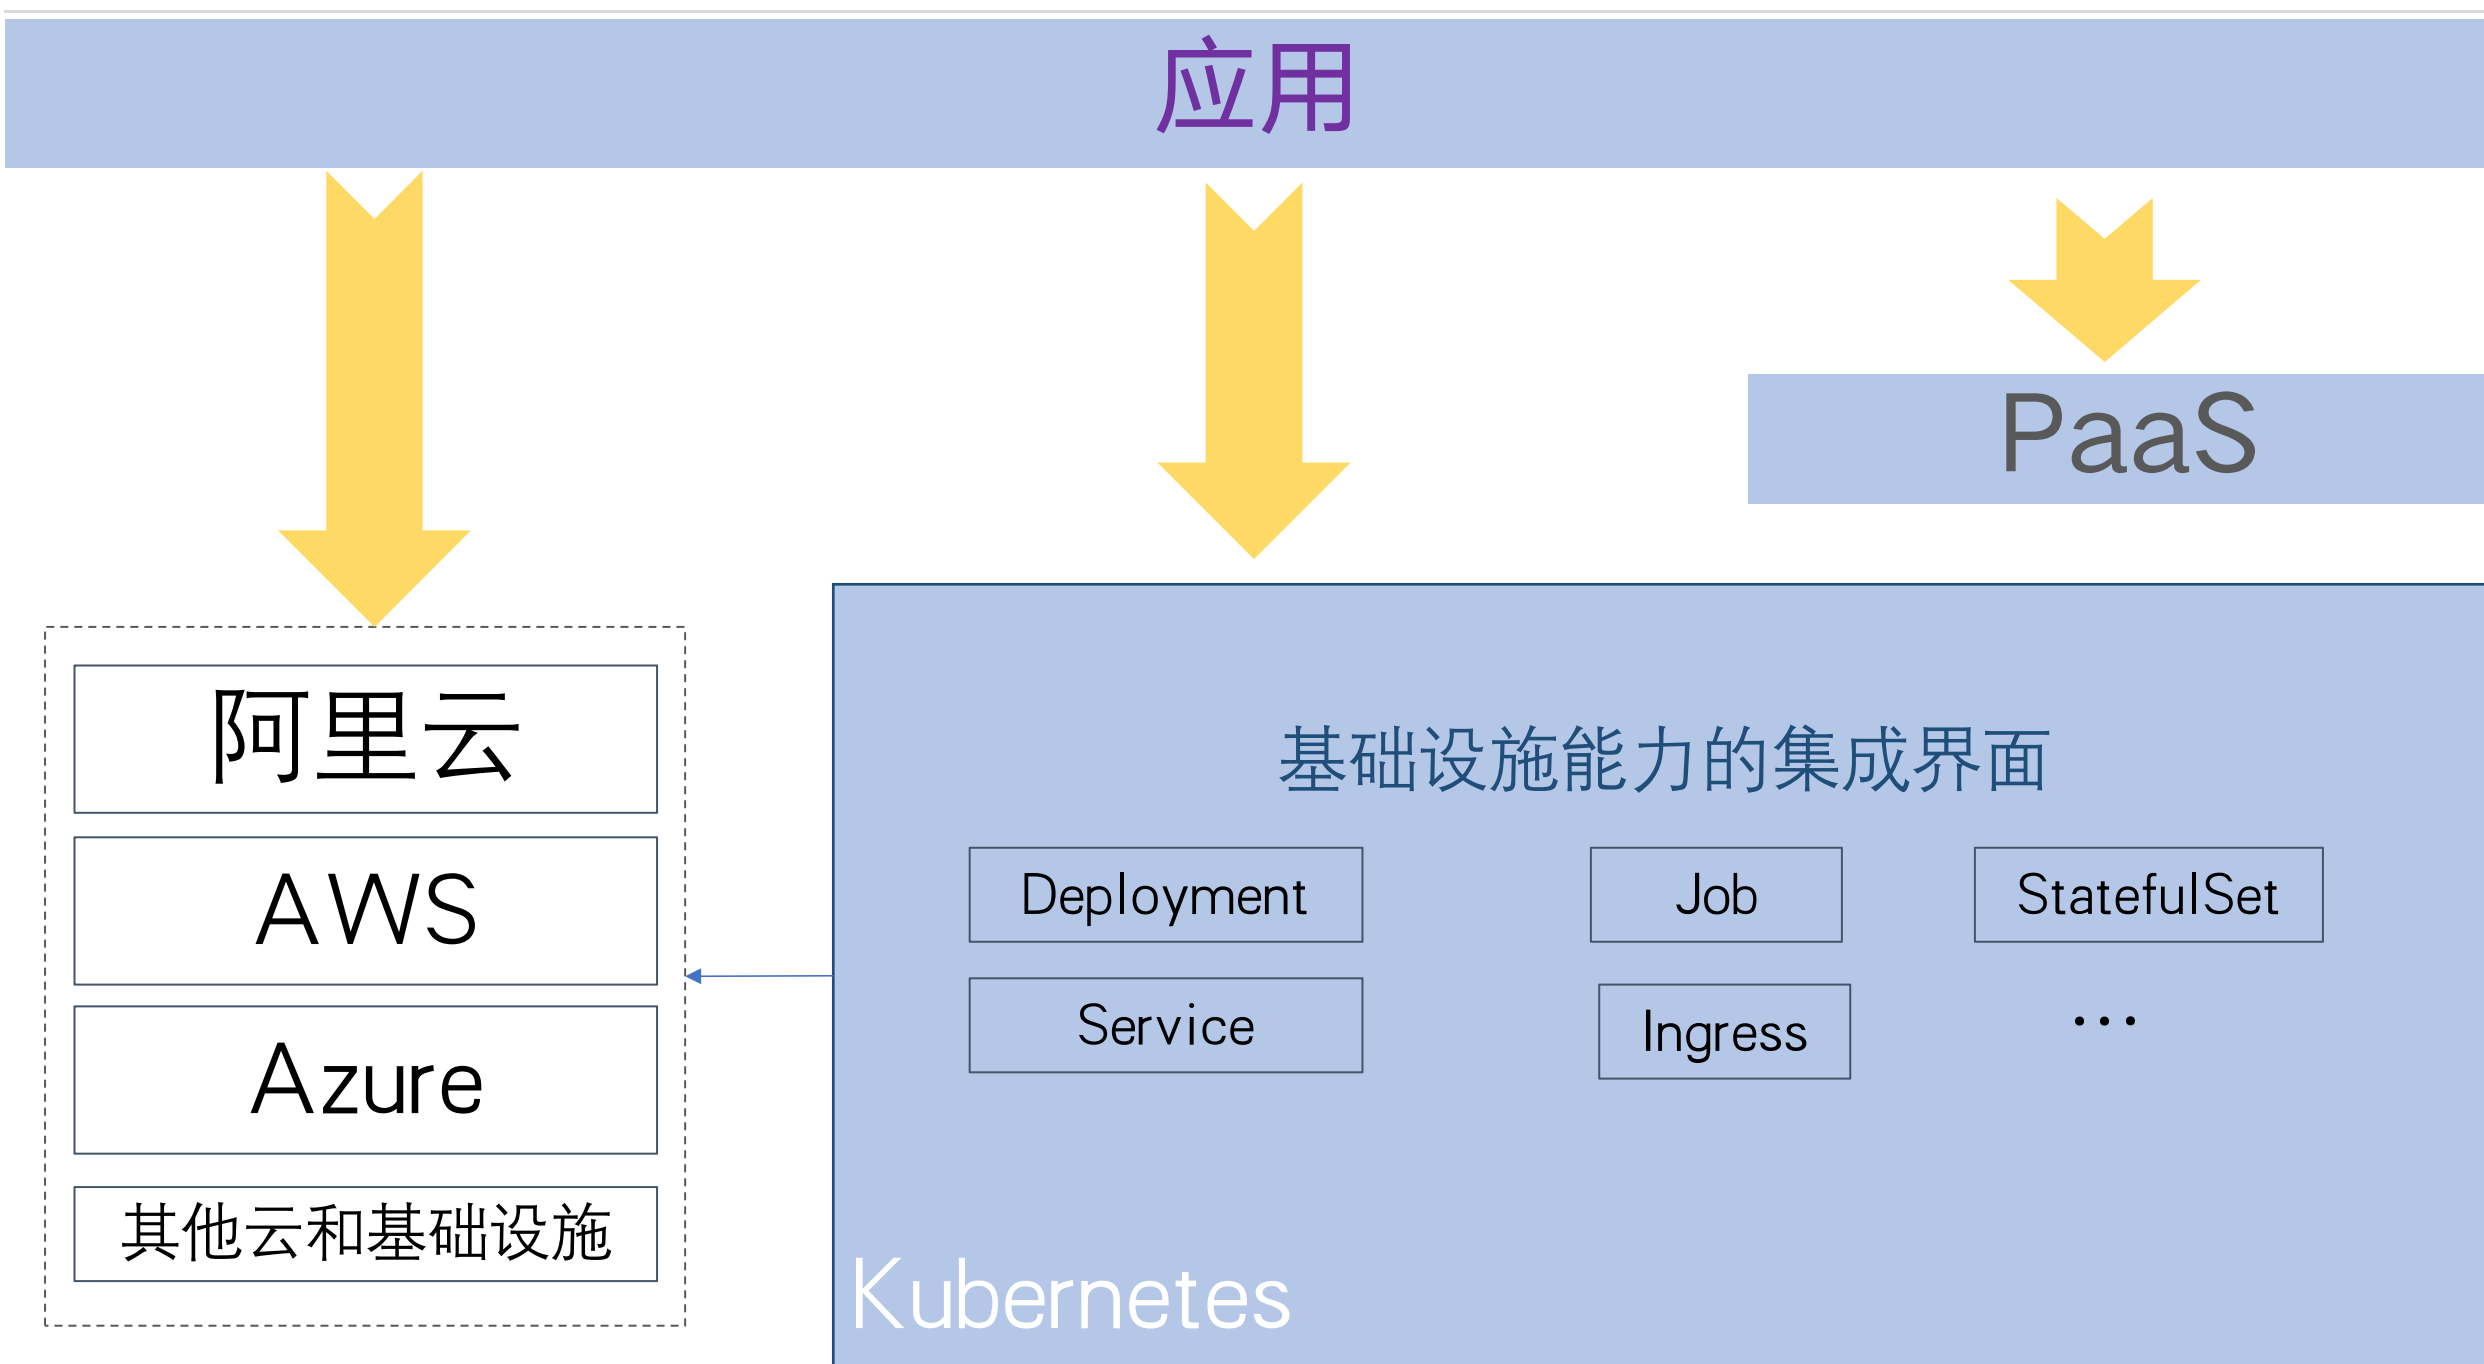 应用
PaaS
阿里云
AWS
Azure
其他云和基础设施
基础设施能力的集成界面
Deployment
Job
StatefulSet
Service
Ingress
...
Kubernetes